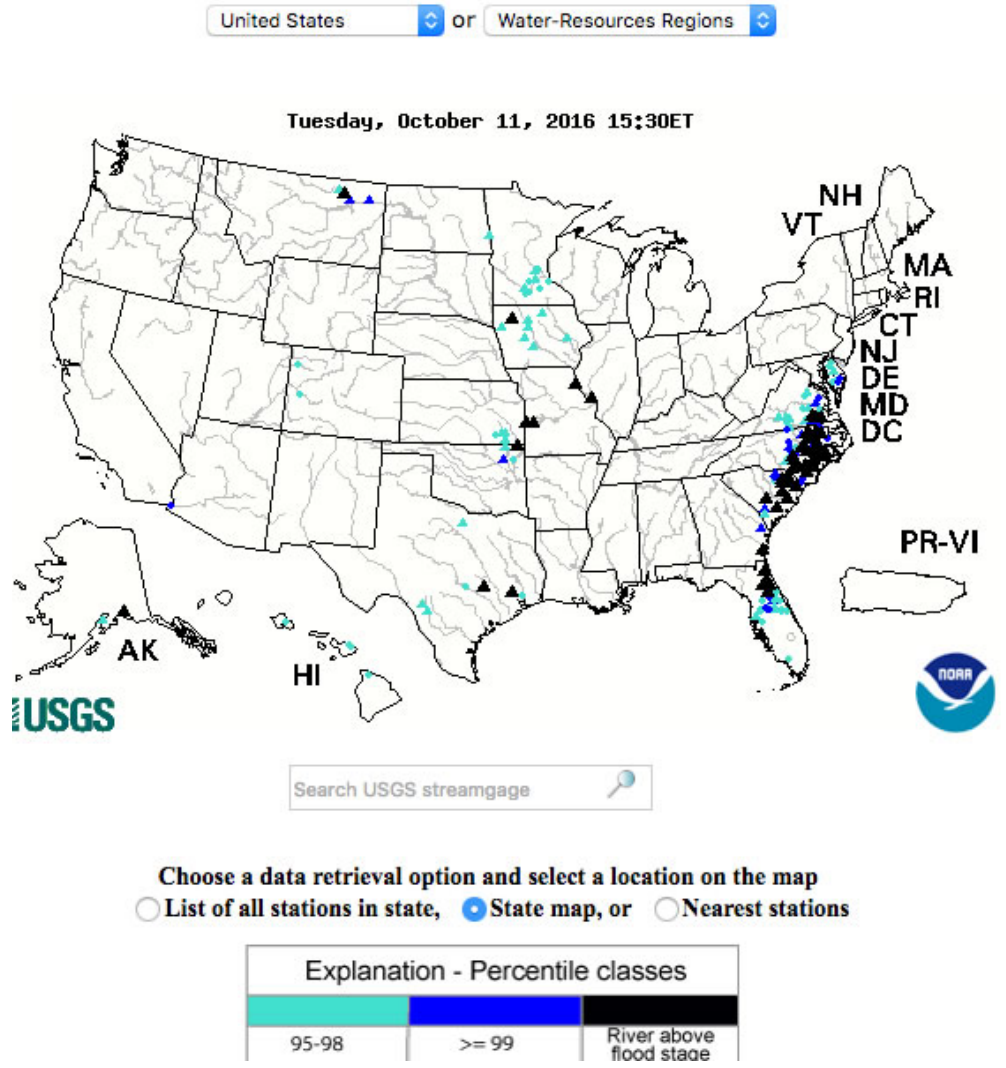 United States or Water-Resources Regions
Tuesday, October 11, 2016 15:30ET
NH
VT
MA
RI
CT
NJ
DE
MD
DC
PR-VI
AK
HI
NOAA
USGS
Search USGS streamgage
Choose a data retrieval option and select a location on the map
List of all stations in state, State map, or Nearest stations
Explanation - Percentile classes
95-98 >= 99 River above
flood stage